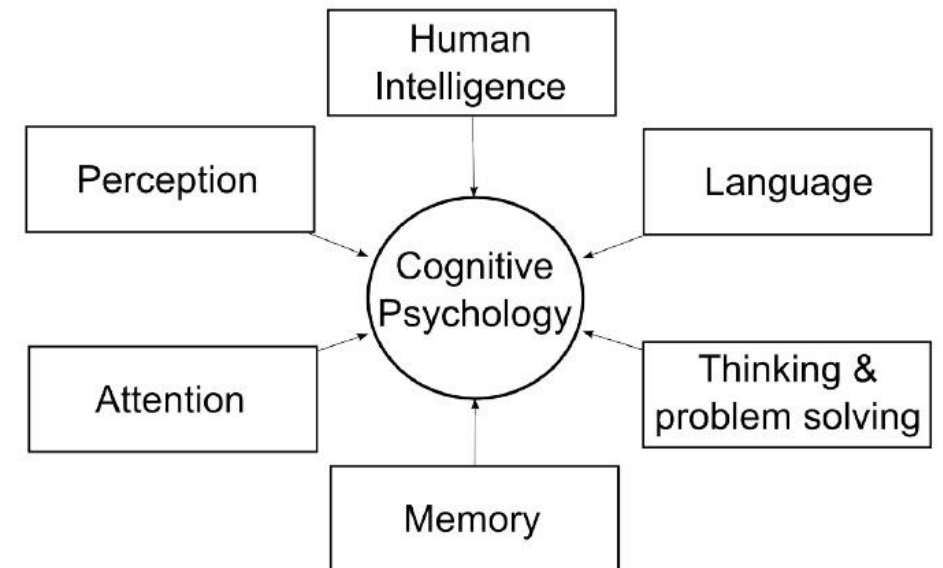 Human
Intelligence
Perception
Language
Cognitive
Psychology
Attention
Thinking &
problem solving
Memory